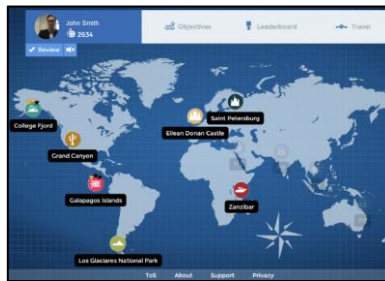 John Smith
2634
Objectives
Leaderboard
Travel
Review
College Fjord
Grand Canyon
Saint Petersburg
Eileen Donan Castle
Galapagos Islands
Zanzibar
Los Glaciares National Park
ToS About Support Privacy